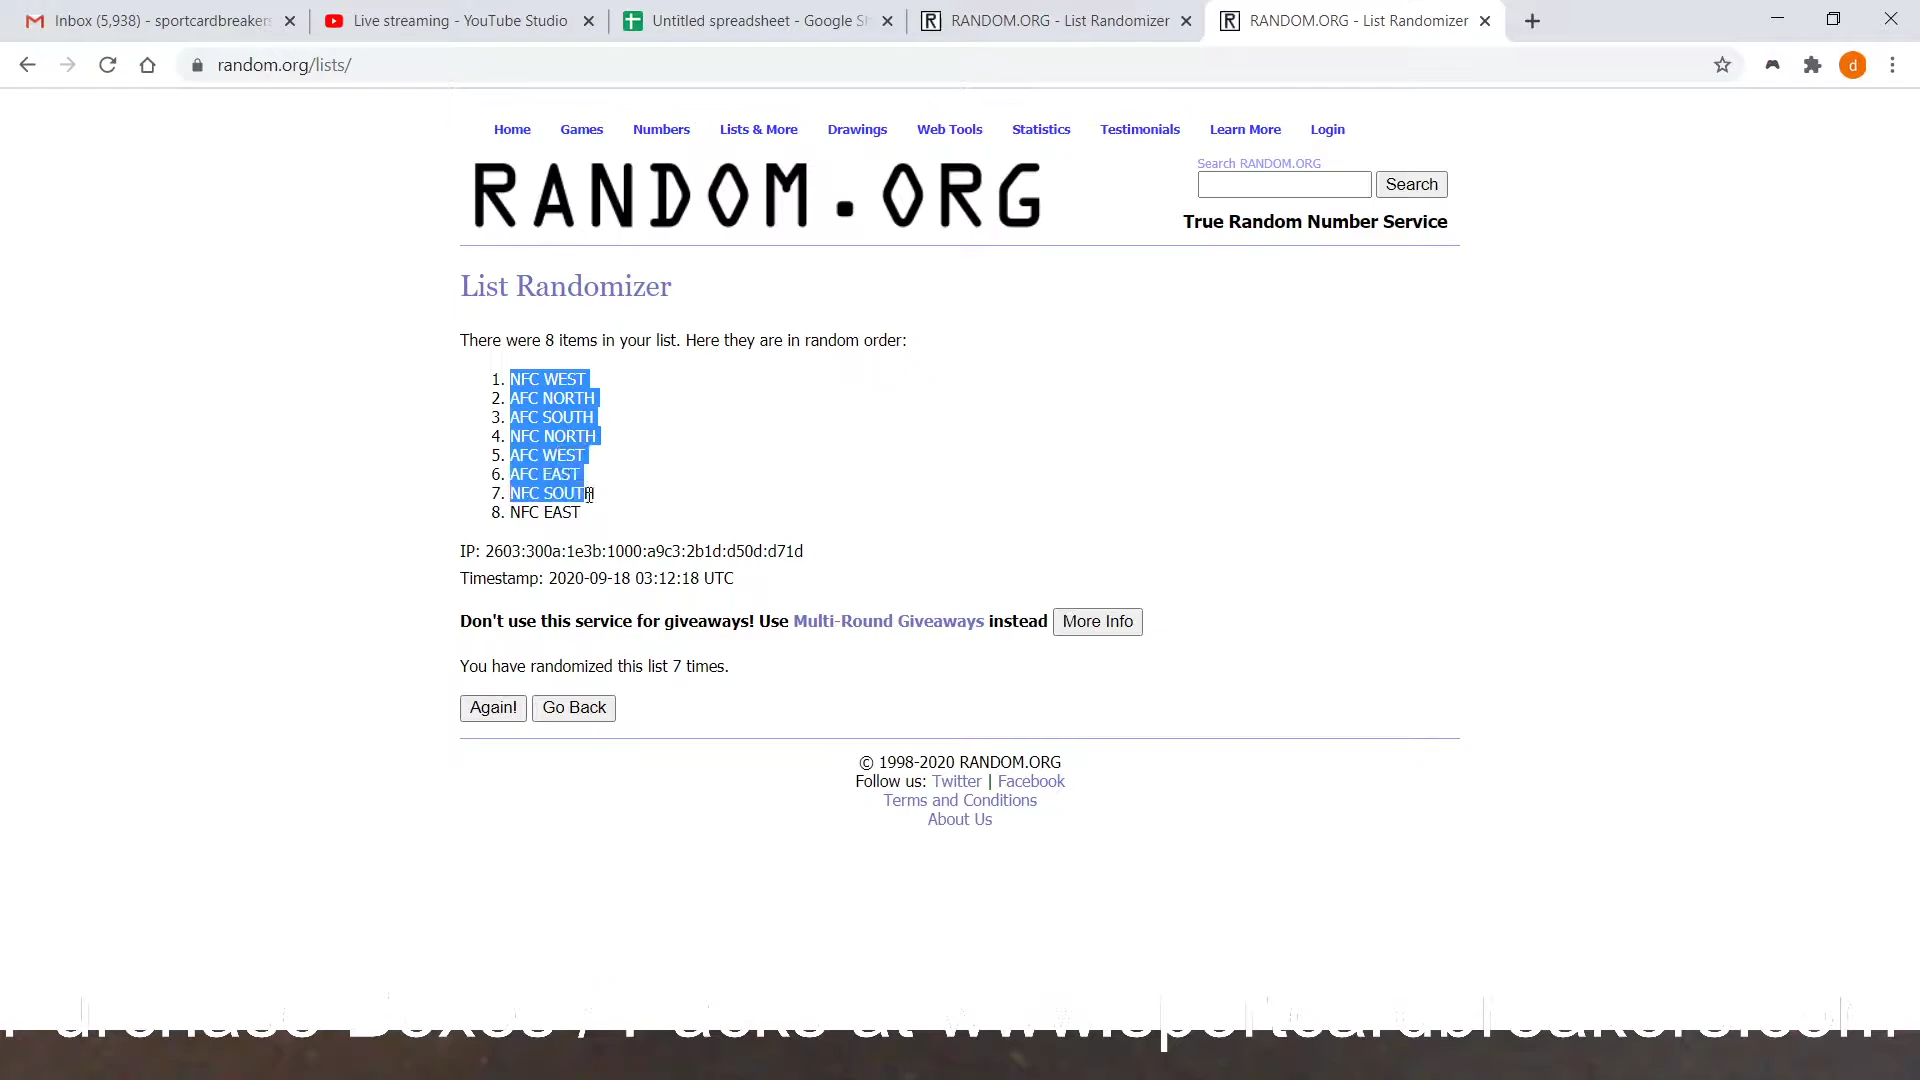 Inbox (5,938) - sportcardbreakers
Live streaming - YouTube Studio
Untitled spreadsheet - Google Sh
RANDOM.ORG - List Randomizer
RANDOM.ORG - List Randomizer
random.org/lists/
d
Home Games Numbers Lists & More Drawings Web Tools Statistics Testimonials Learn More Login
RANDOM.ORG
Search RANDOM.ORG
Search
True Random Number Service
List Randomizer
There were 8 items in your list. Here they are in random order:
1. NFC WEST
2. AFC NORTH
3. AFC SOUTH
4. NFC NORTH
5. AFC WEST
6. AFC EAST
7. NFC SOUTH
8. NFC EAST
IP: 2603:300a:1e3b:1000:a9c3:2b1d:d50d:d71d
Timestamp: 2020-09-18 03:12:18 UTC
Don't use this service for giveaways! Use Multi-Round Giveaways instead More Info
You have randomized this list 7 times.
Again! Go Back
© 1998-2020 RANDOM.ORG
Follow us: Twitter | Facebook
Terms and Conditions
About Us
Purchase Boxes / Packs at www.sportcardbreakers.com